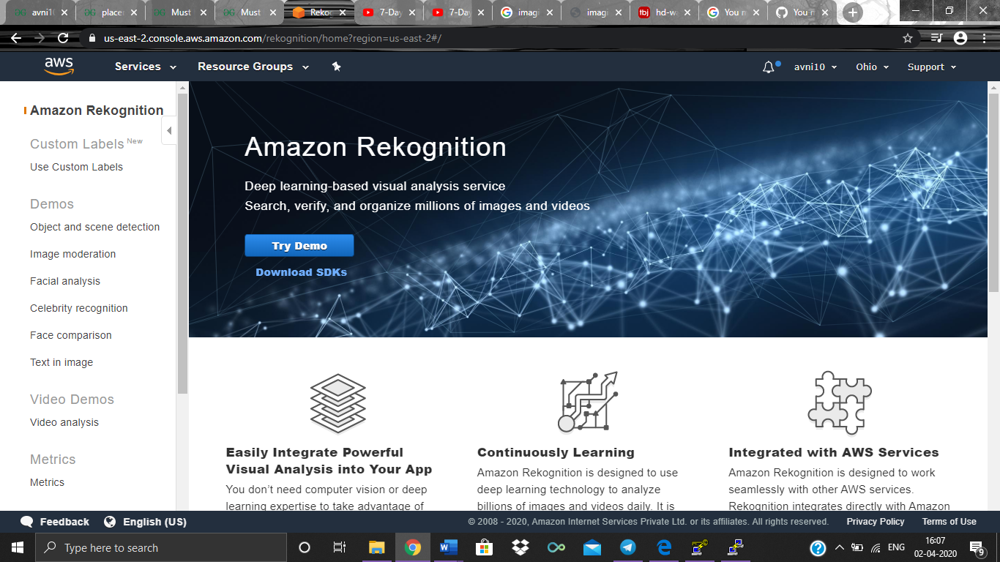 avni1
place
Must
Must
Reko
7-Day
7-Day
imagi
imagi
tbj hd-w
You
You
us-east-2.console.aws.amazon.com/rekognition/home?region=us-east-2#/
aws
Services
Resource Groups
avni10
Ohio
Support
Amazon Rekognition
Custom Labels New
Use Custom Labels
Demos
Object and scene detection
Image moderation
Facial analysis
Celebrity recognition
Face comparison
Text in image
Video Demos
Video analysis
Metrics
Metrics
Amazon Rekognition
Deep learning-based visual analysis service
Search, verify, and organize millions of images and videos
Try Demo
Download SDKs
Easily Integrate Powerful
Visual Analysis into Your App
You don't need computer vision or deep
learning expertise to take advantage of
Continuously Learning
Amazon Rekognition is designed to use
deep learning technology to analyze
billions of images and videos daily. It is
Integrated with AWS Services
Amazon Rekognition is designed to work
seamlessly with other AWS services.
Rekognition integrates directly with Amazon
Feedback
English (US)
© 2008 - 2020, Amazon Internet Services Private Ltd. or its affiliates. All rights reserved.
Privacy Policy
Terms of Use
Type here to search
ENG
16:07
02-04-2020
9